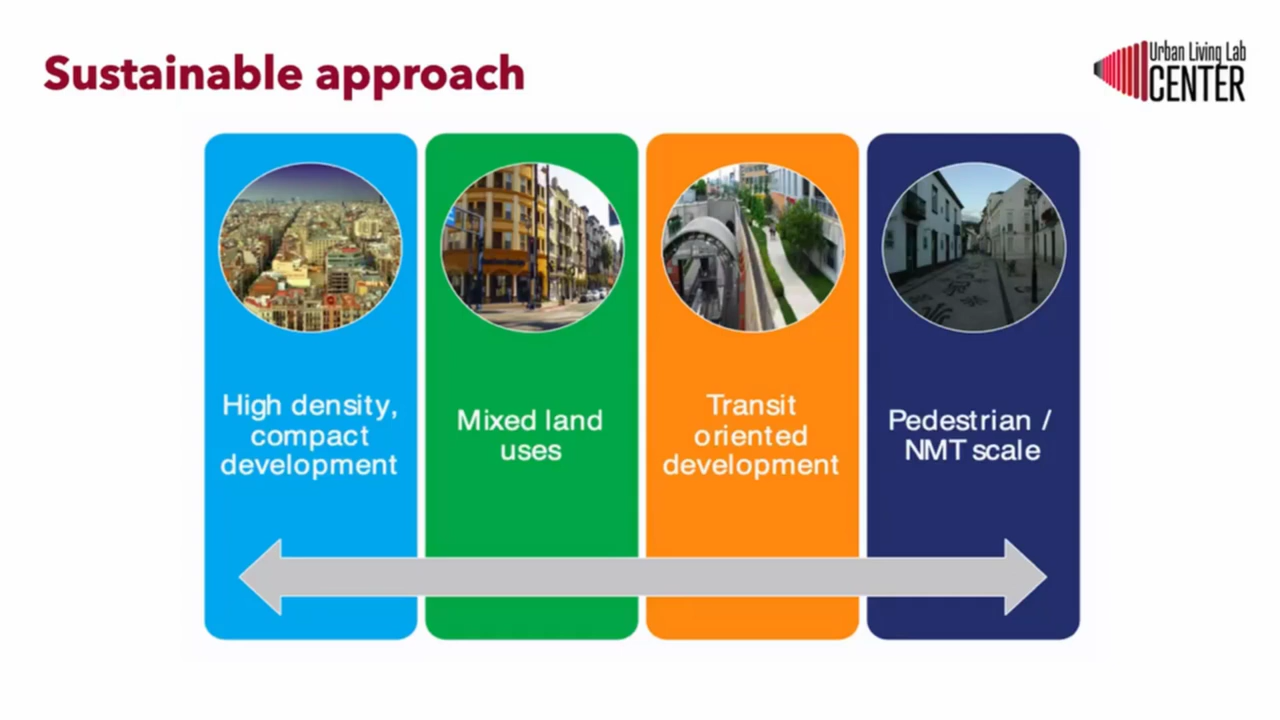 Sustainable approach
Urban Living Lab
CENTER
High density,
compact
development
Mixed land
uses
Transit
oriented
development
Pedestrian /
NMT scale